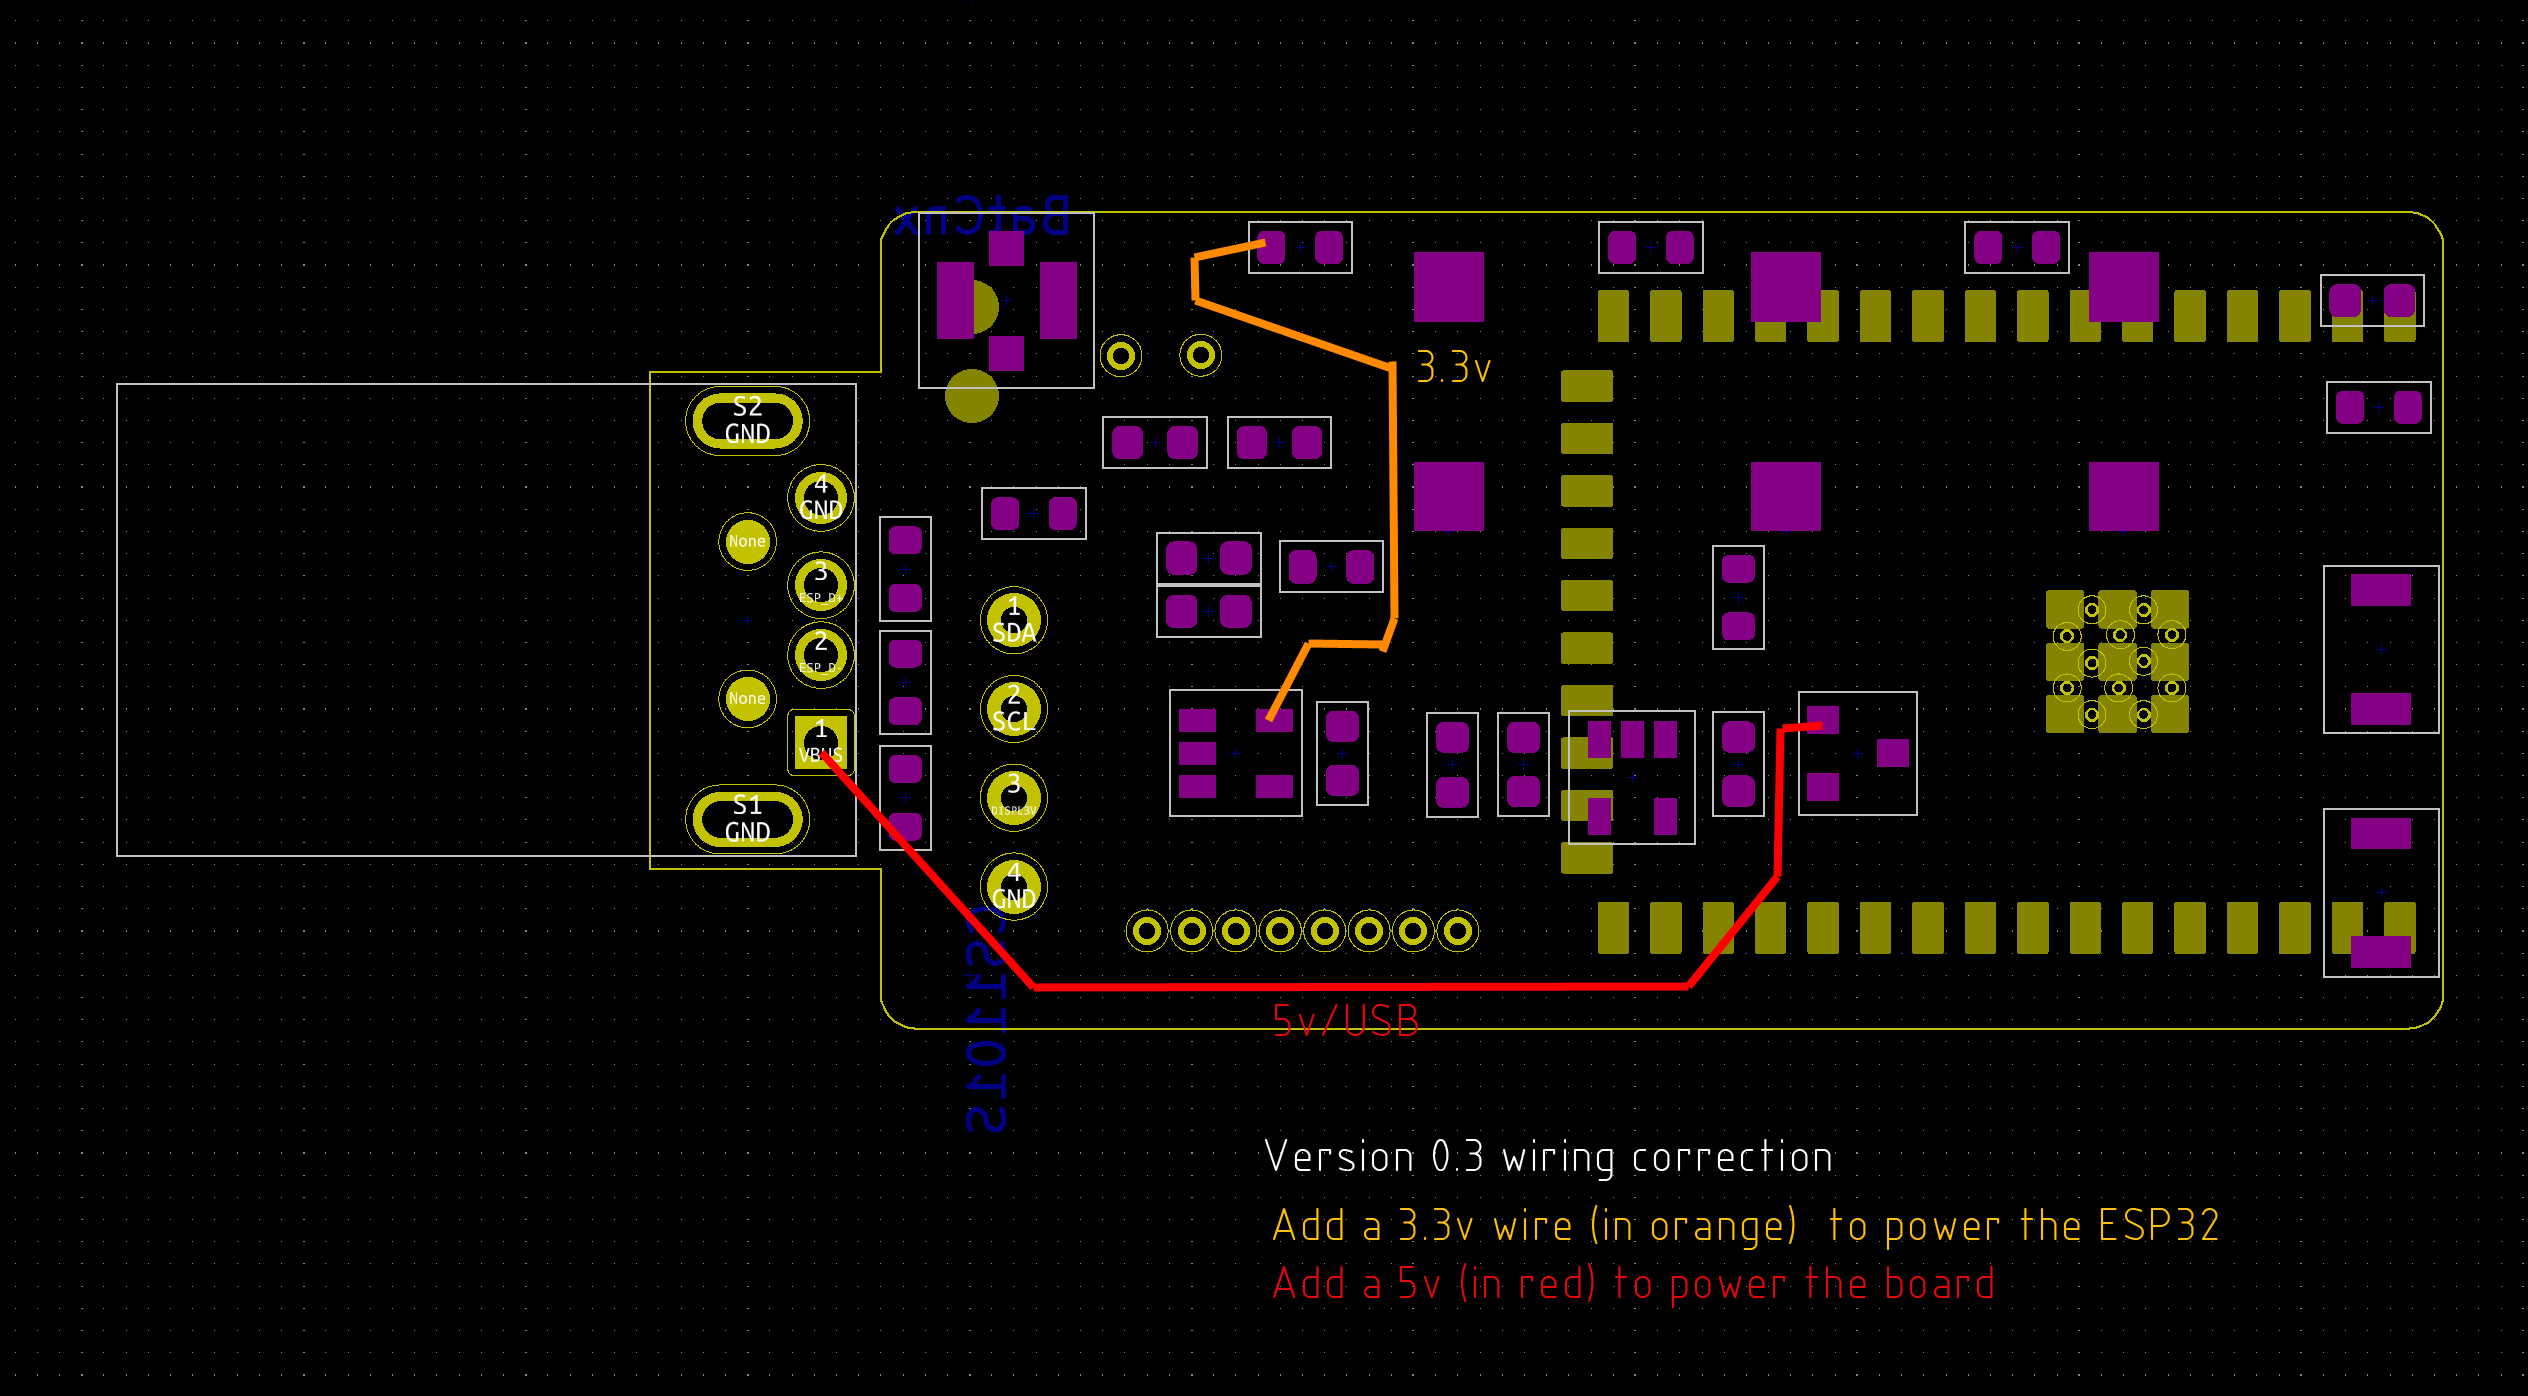 BatCnx
3.3v
S2
GND
4
GND
None
3
ESP_D+
2
ESP_D-
None
1
VBUS
S1
GND
1
SDA
2
SCL
3
DISPL3V
4
GND
5v/USB
Version 0.3 wiring correction
Add a 3.3v wire (in orange) to power the ESP32
Add a 5v (in red) to power the board